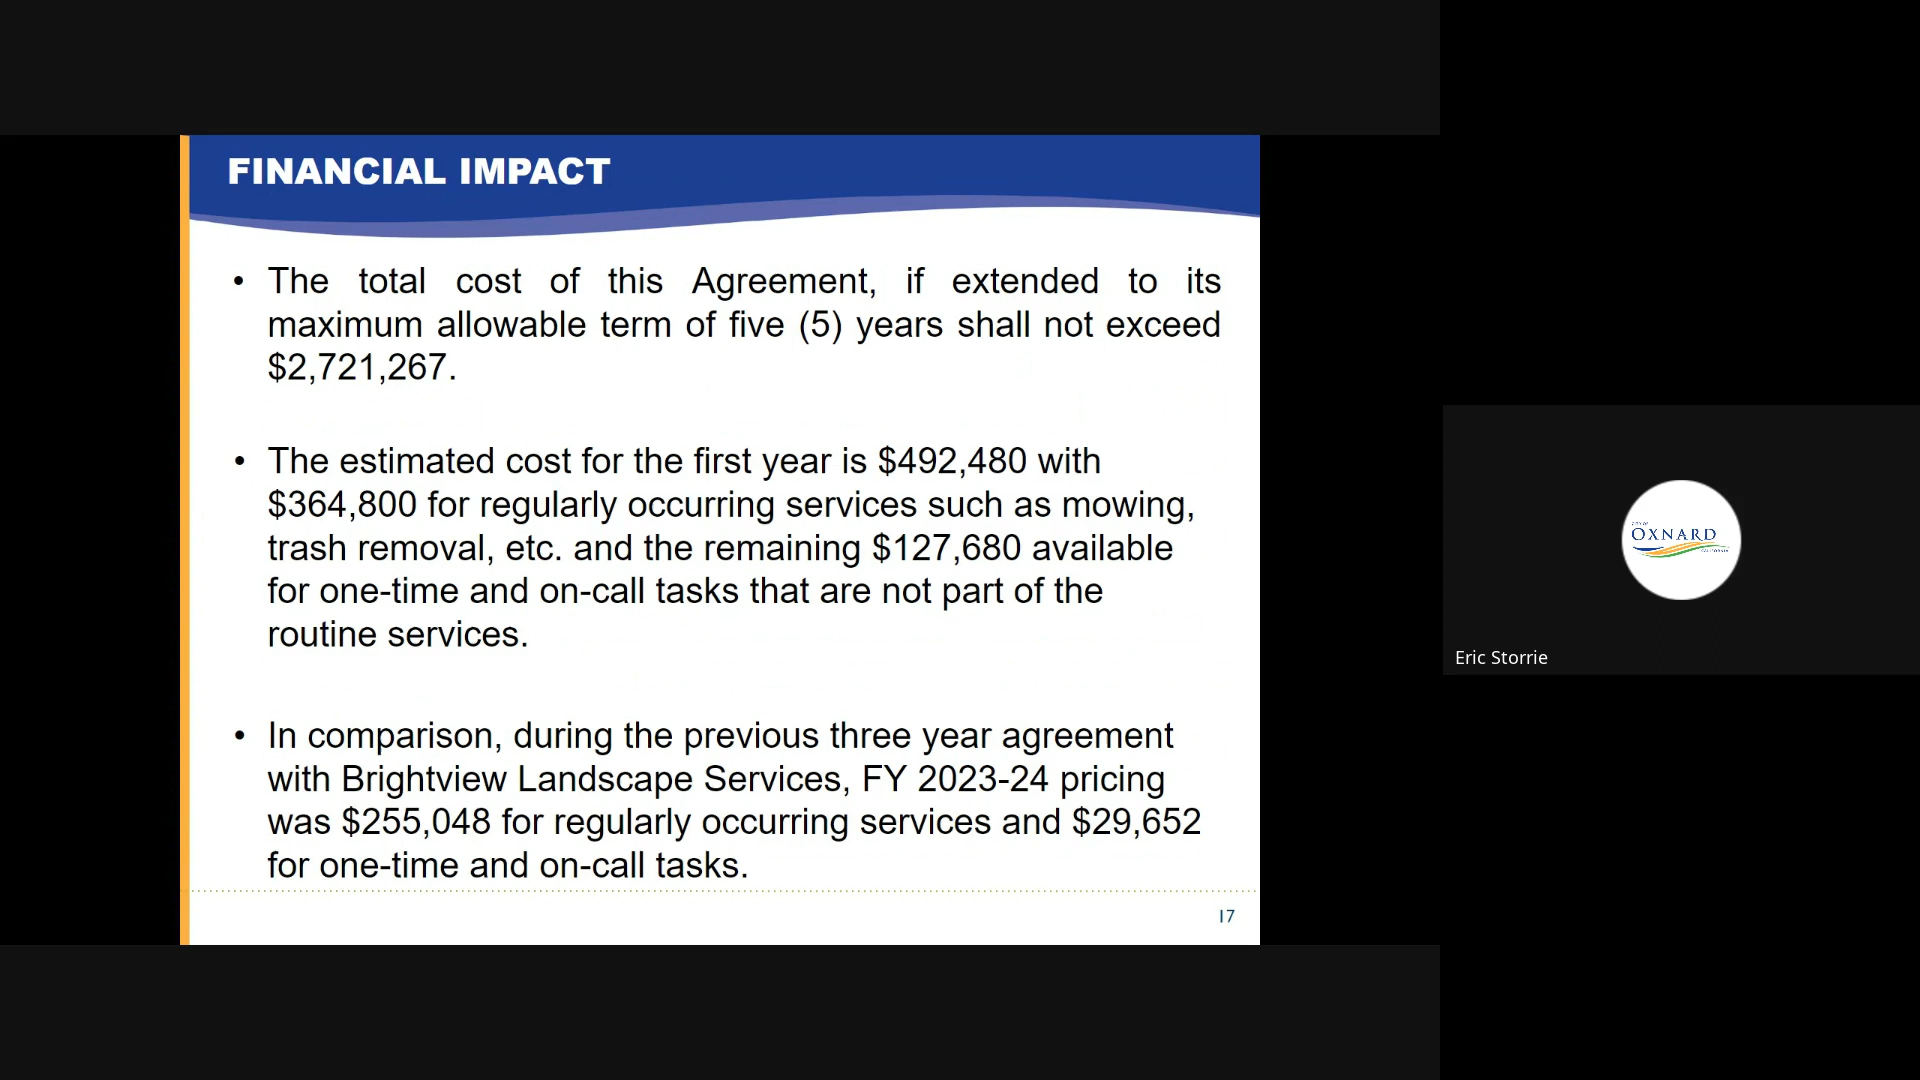 FINANCIAL IMPACT
• The total cost of this Agreement, if extended to its
maximum allowable term of five (5) years shall not exceed
$2,721,267.
• The estimated cost for the first year is $492,480 with
$364,800 for regularly occurring services such as mowing,
trash removal, etc. and the remaining $127,680 available
for one-time and on-call tasks that are not part of the
routine services.
• In comparison, during the previous three year agreement
with Brightview Landscape Services, FY 2023-24 pricing
was $255,048 for regularly occurring services and $29,652
for one-time and on-call tasks.
17
CITY OF
OXNARD
CALIFORNIA
Eric Storrie